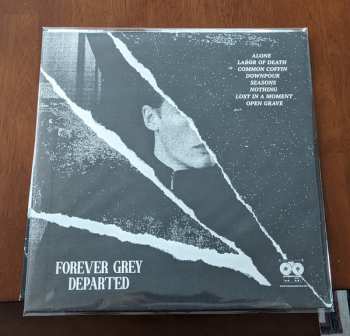 ALONE
LABOR OF DEATH
COMMON COFFIN
DOWNPOUR
SEASONS
NOTHING
LOST IN A MOMENT
OPEN GRAVE
FOREVER GREY
DEPARTED